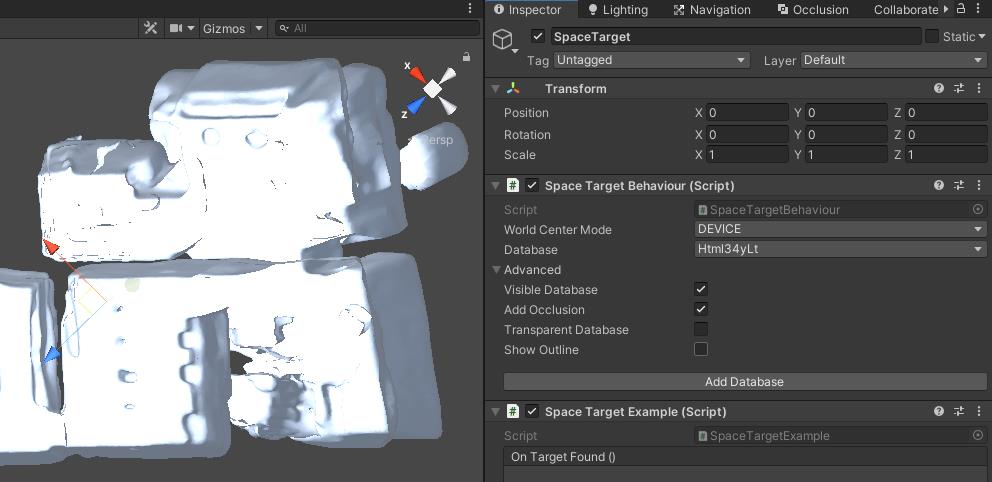 Inspector Lighting Navigation Occlusion Collaborate
Gizmos All
SpaceTarget Static
Tag Untagged Layer Default
x
z
Persp
Transform
Position X 0 Y 0 Z 0
Rotation X 0 Y 0 Z 0
Scale X 1 Y 1 Z 1
# Space Target Behaviour (Script)
Script # SpaceTargetBehaviour
World Center Mode DEVICE
Database Html34yLt
Advanced
Visible Database
Add Occlusion
Transparent Database
Show Outline
Add Database
# Space Target Example (Script)
Script # SpaceTargetExample
On Target Found ()